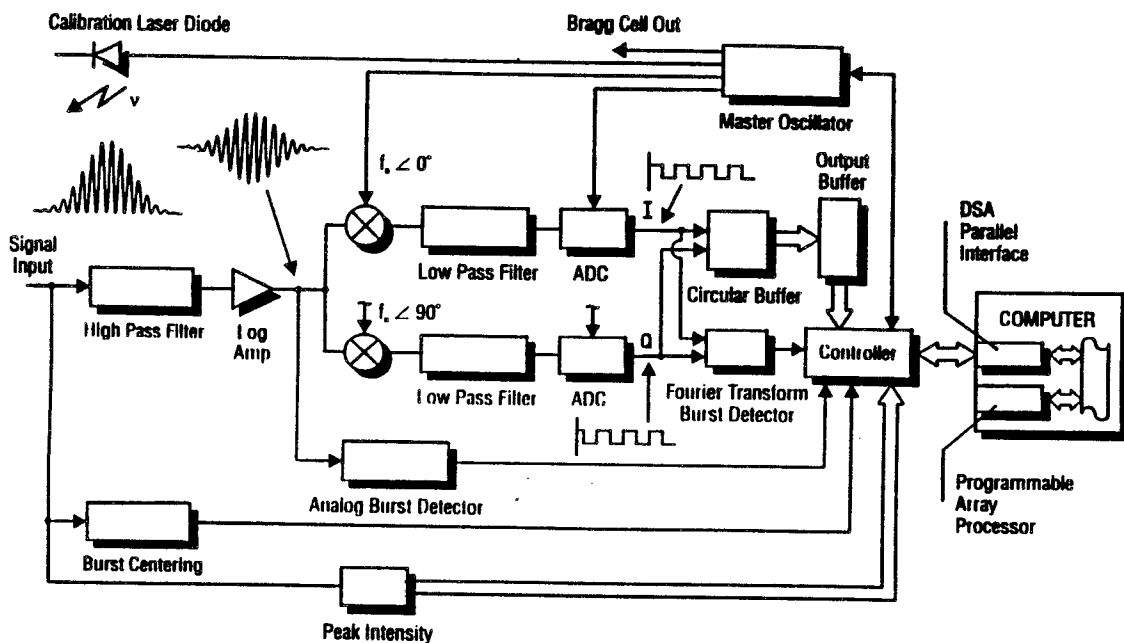 Calibration Laser Diode
Bragg Cell Out
ν
Master Oscillator
fₒ ∠ 0°
I
Output
Buffer
DSA
Parallel
Interface
Signal
Input
High Pass Filter
Log
Amp
Low Pass Filter
ADC
Circular Buffer
fₒ ∠ 90°
Q
COMPUTER
Controller
Low Pass Filter
ADC
Fourier Transform
Burst Detector
Analog Burst Detector
Programmable
Array
Processor
Burst Centering
Peak Intensity